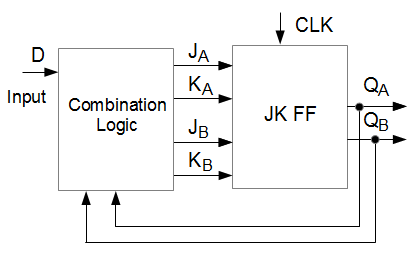 CLK
D
Input
Combination
Logic
JA
KA
JB
KB
JK FF
QA
QB